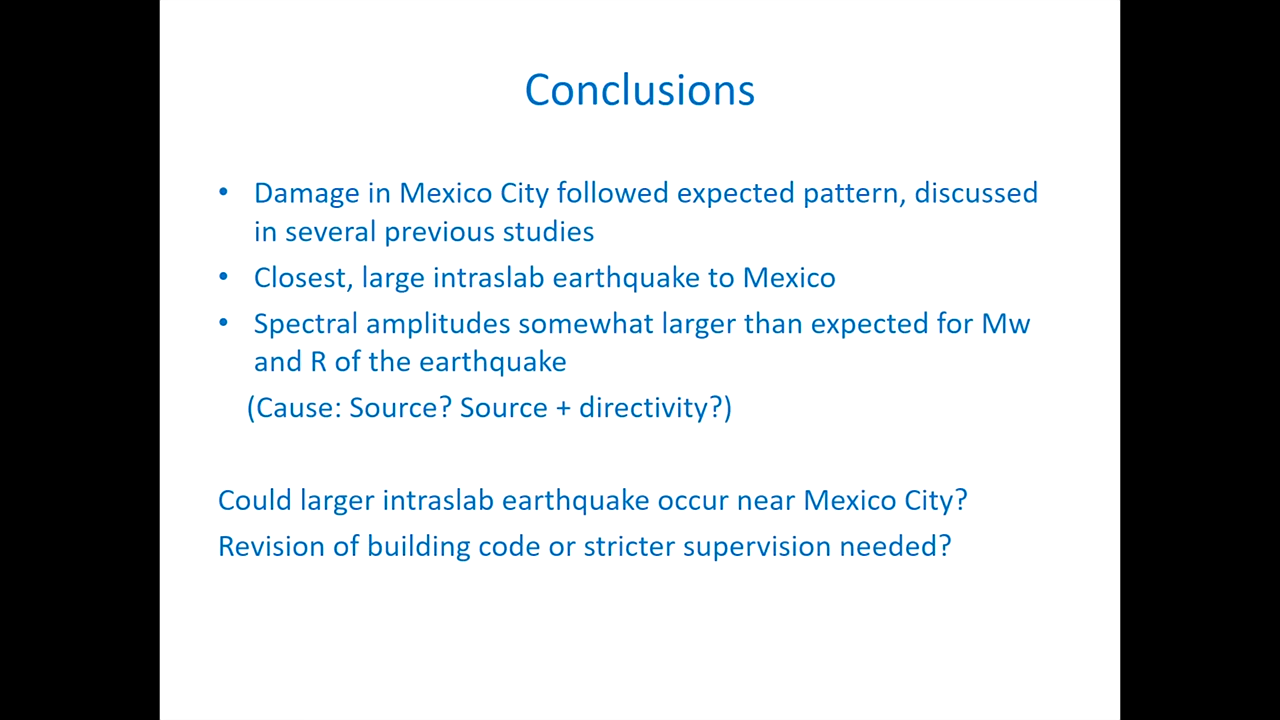 Conclusions
• Damage in Mexico City followed expected pattern, discussed
in several previous studies
• Closest, large intraslab earthquake to Mexico
• Spectral amplitudes somewhat larger than expected for Mw
and R of the earthquake
(Cause: Source? Source + directivity?)
Could larger intraslab earthquake occur near Mexico City?
Revision of building code or stricter supervision needed?